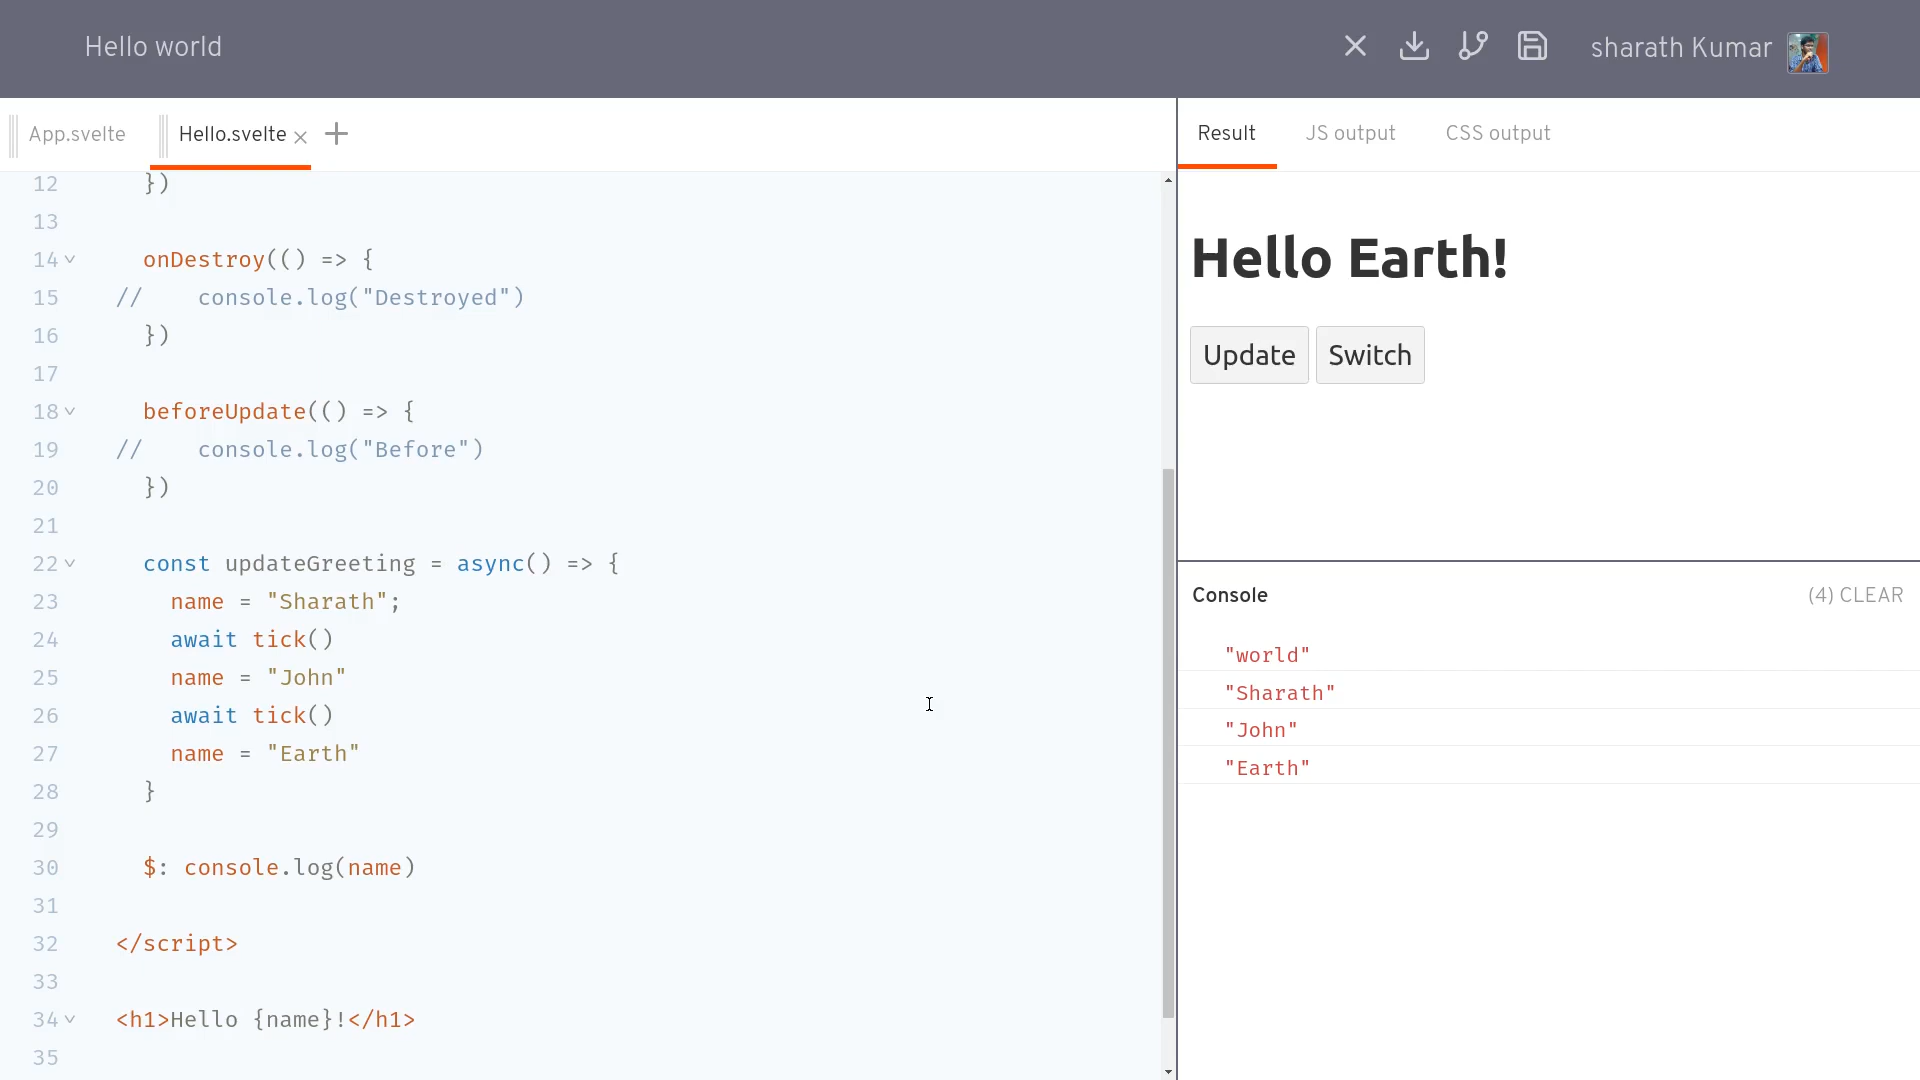 Hello world
sharath Kumar
App.svelte
Hello.svelte
Result
JS output
CSS output
12 })
13
14 onDestroy(() => {
15 // console.log("Destroyed")
16 })
17
18 beforeUpdate(() => {
19 // console.log("Before")
20 })
21
22 const updateGreeting = async() => {
23 name = "Sharath";
24 await tick()
25 name = "John"
26 await tick()
27 name = "Earth"
28 }
29
30 $: console.log(name)
31
32 </script>
33
34 <h1>Hello {name}!</h1>
35
Hello Earth!
Update
Switch
Console
(4) CLEAR
"world"
"Sharath"
"John"
"Earth"